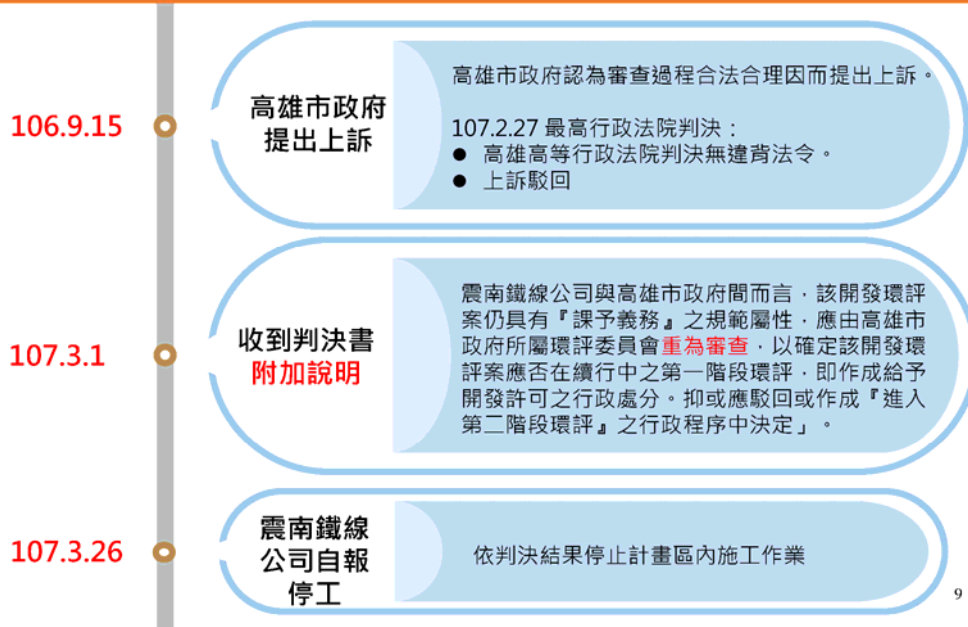 106.9.15
高雄市政府
提出上訴
高雄市政府認為審查過程合法合理因而提出上訴。
107.2.27 最高行政法院判決：
● 高雄高等行政法院判決無違背法令。
● 上訴駁回
107.3.1
收到判決書
附加說明
震南鐵線公司與高雄市政府間而言，該開發環評
案仍具有『課予義務』之規範屬性，應由高雄市
政府所屬環評委員會重為審查，以確定該開發環
評案應否在續行中之第一階段環評，即作成給予
開發許可之行政處分。抑或應駁回或作成『進入
第二階段環評』之行政程序中決定」。
107.3.26
震南鐵線
公司自報
停工
依判決結果停止計畫區內施工作業
9